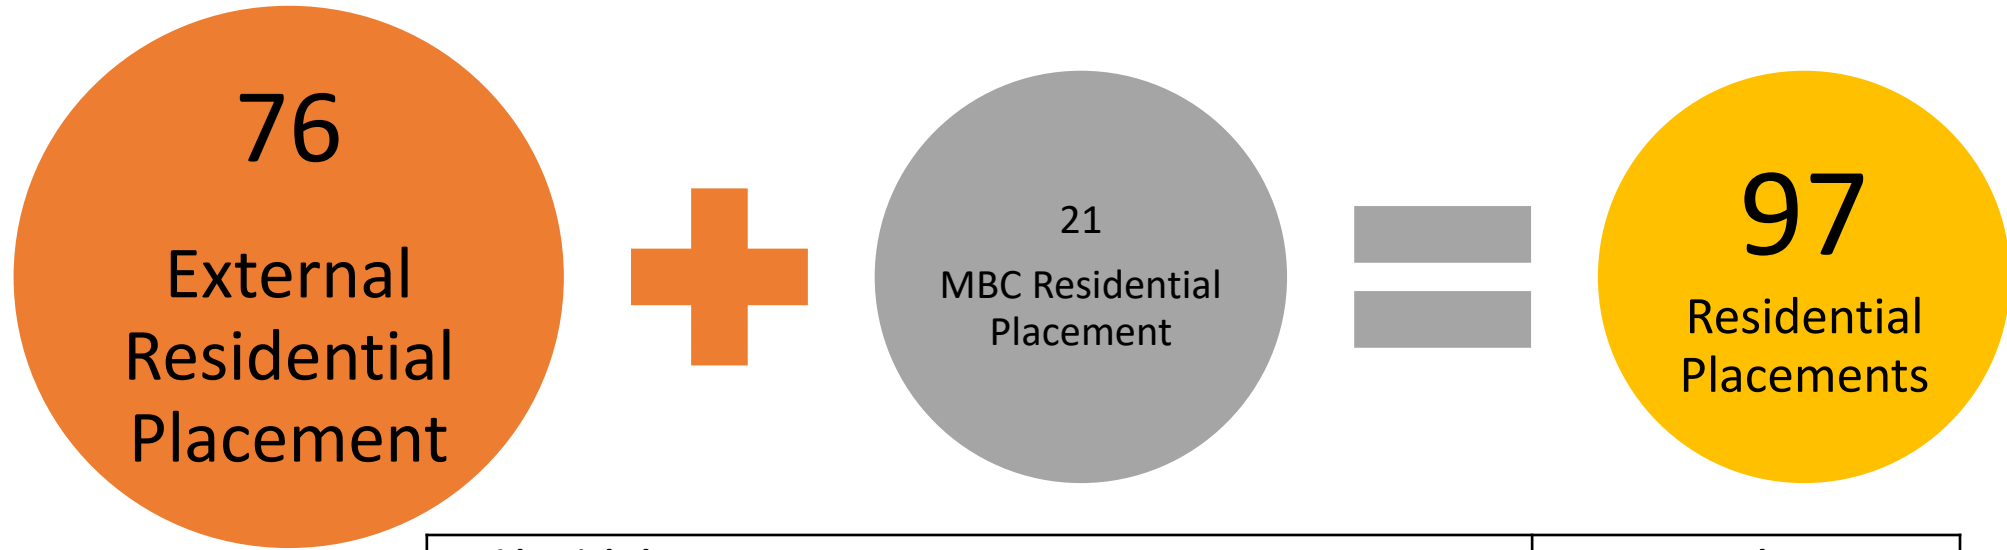 76
External
Residential
Placement
21
MBC Residential
Placement
97
Residential
Placements